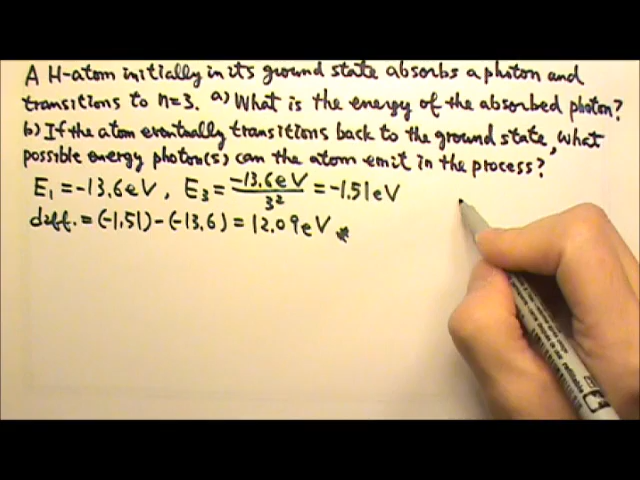 A H-atom initially in its ground state absorbs a photon and
transitions to n=3. a) What is the energy of the absorbed photon?
b) If the atom eventually transitions back to the ground state, what
possible energy photon(s) can the atom emit in the process?
E₁ = -13.6eV, E₃ = -13.6eV/3² = -1.51eV
diff. = (-1.51) - (-13.6) = 12.09eV *